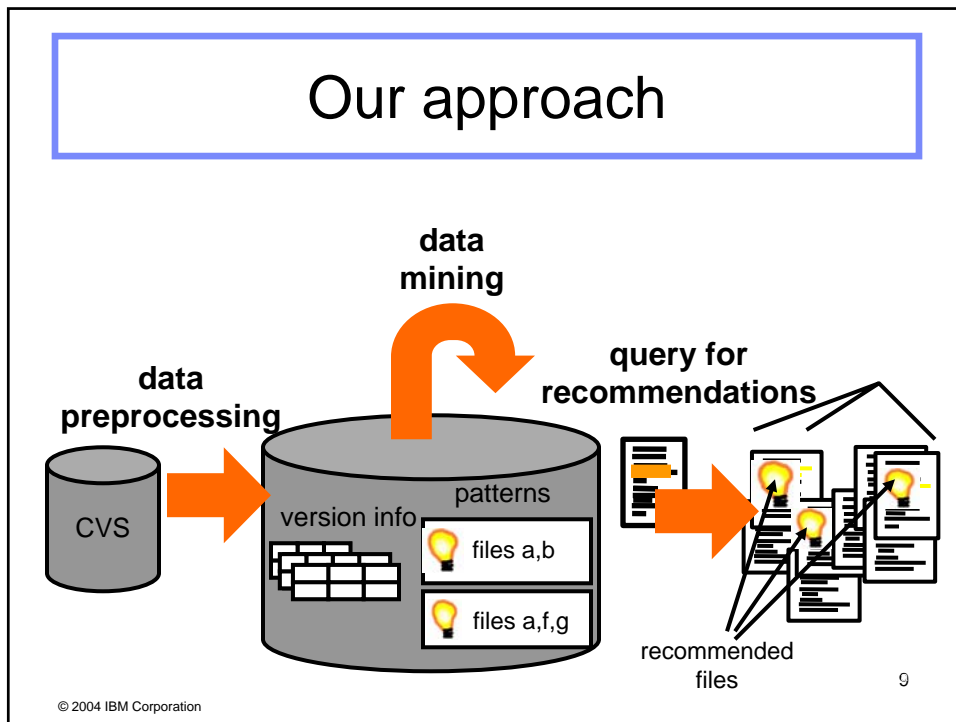 Our approach
data
mining
query for
recommendations
data
preprocessing
CVS
version info
patterns
files a,b
files a,f,g
recommended
files
9
© 2004 IBM Corporation